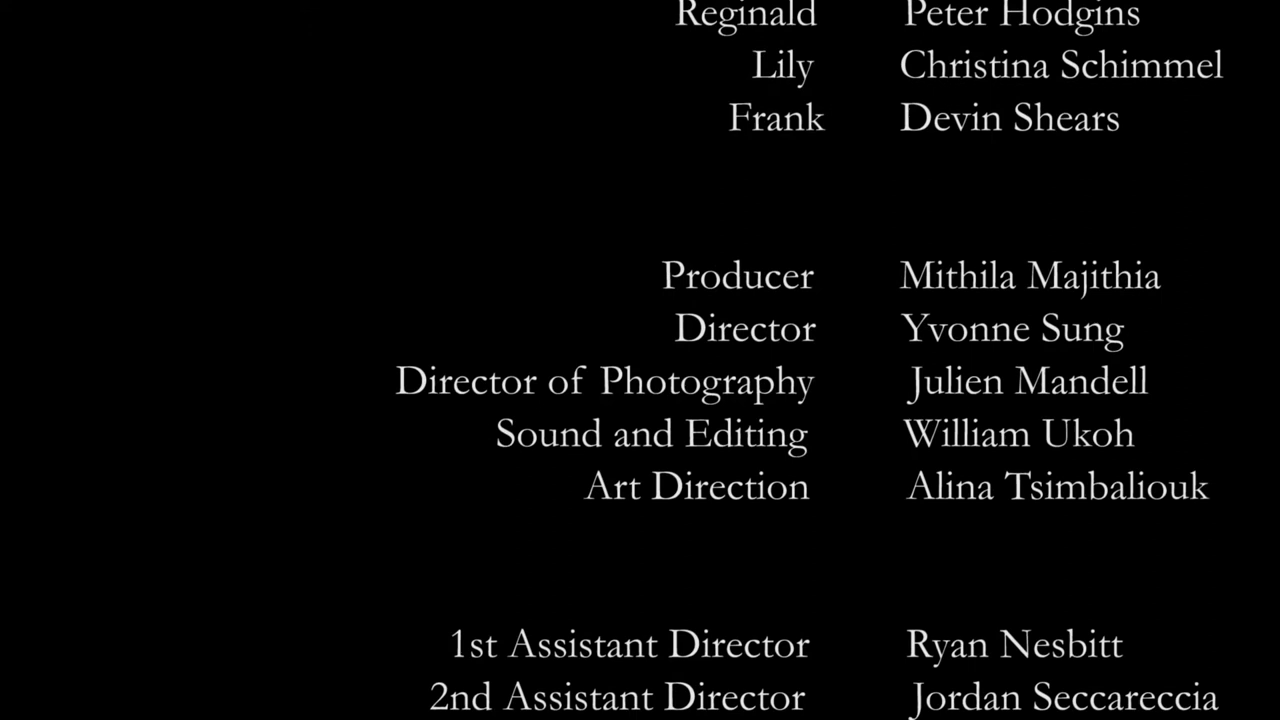 Reginald Peter Hodgins
Lily Christina Schimmel
Frank Devin Shears
Producer Mithila Majithia
Director Yvonne Sung
Director of Photography Julien Mandell
Sound and Editing William Ukoh
Art Direction Alina Tsimbaliouk
1st Assistant Director Ryan Nesbitt
2nd Assistant Director Jordan Seccareccia